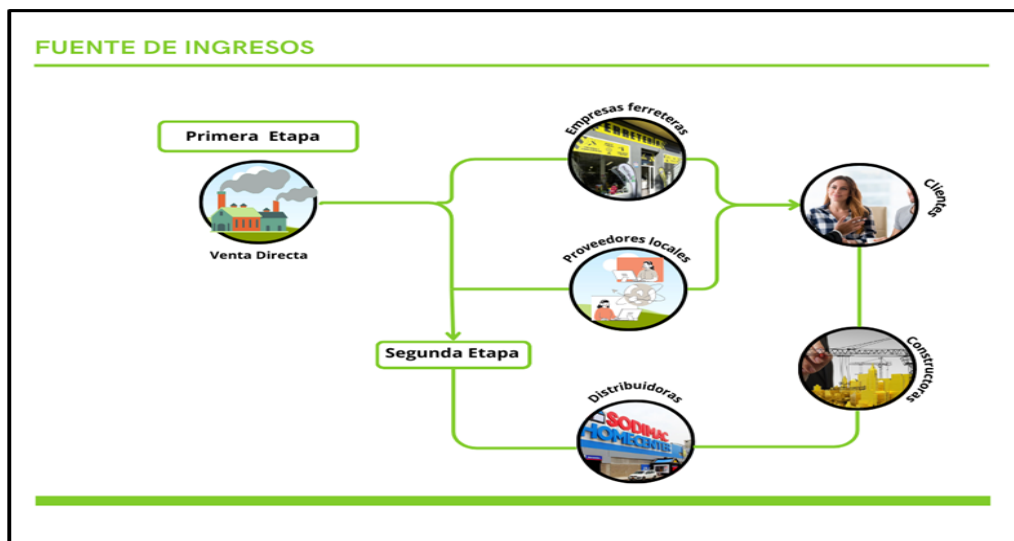 FUENTE DE INGRESOS
Primera Etapa
Venta Directa
Empresas ferreteras
Proveedores locales
Clientes
Segunda Etapa
Distribuidoras
SODIMAC
HOMECENTER
Constructoras